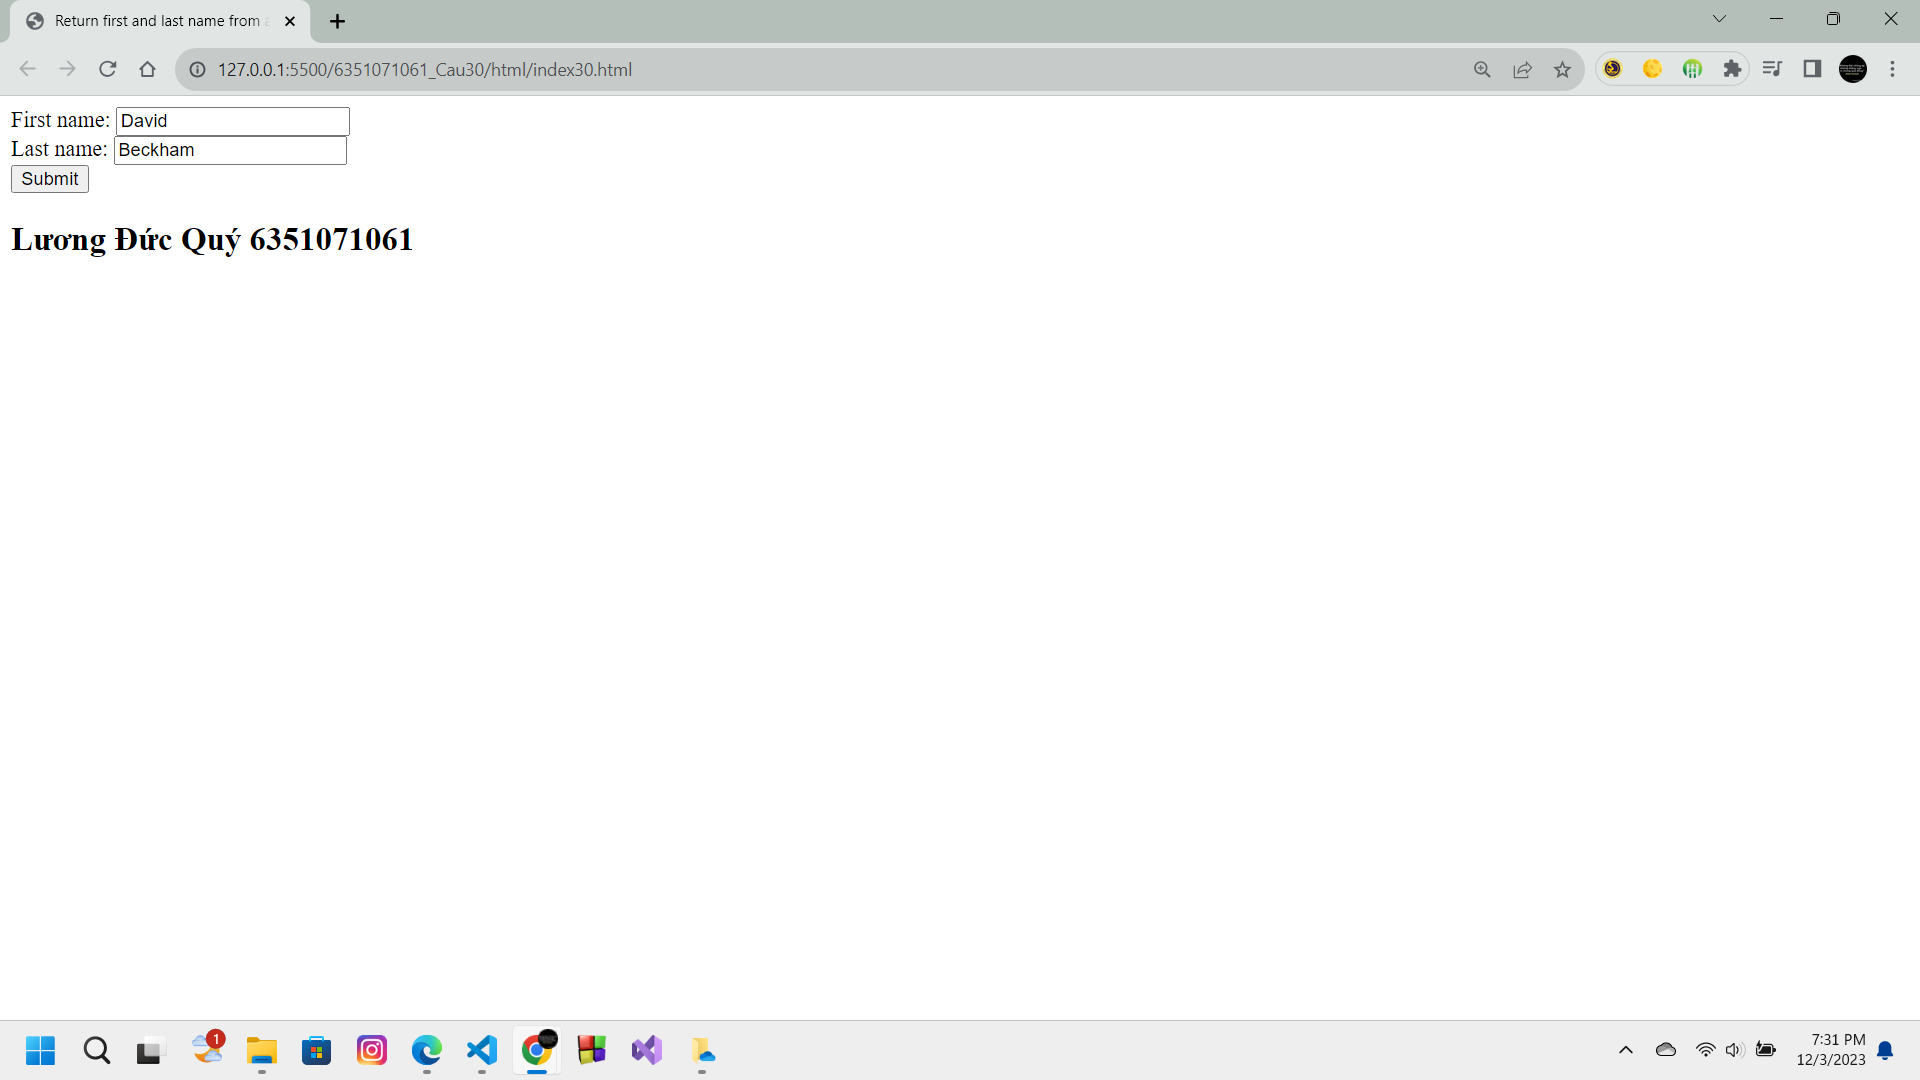 Return first and last name from
127.0.0.1:5500/6351071061_Cau30/html/index30.html
First name: David
Last name: Beckham
Submit
Lương Đức Quý 6351071061
1
7:31 PM
12/3/2023